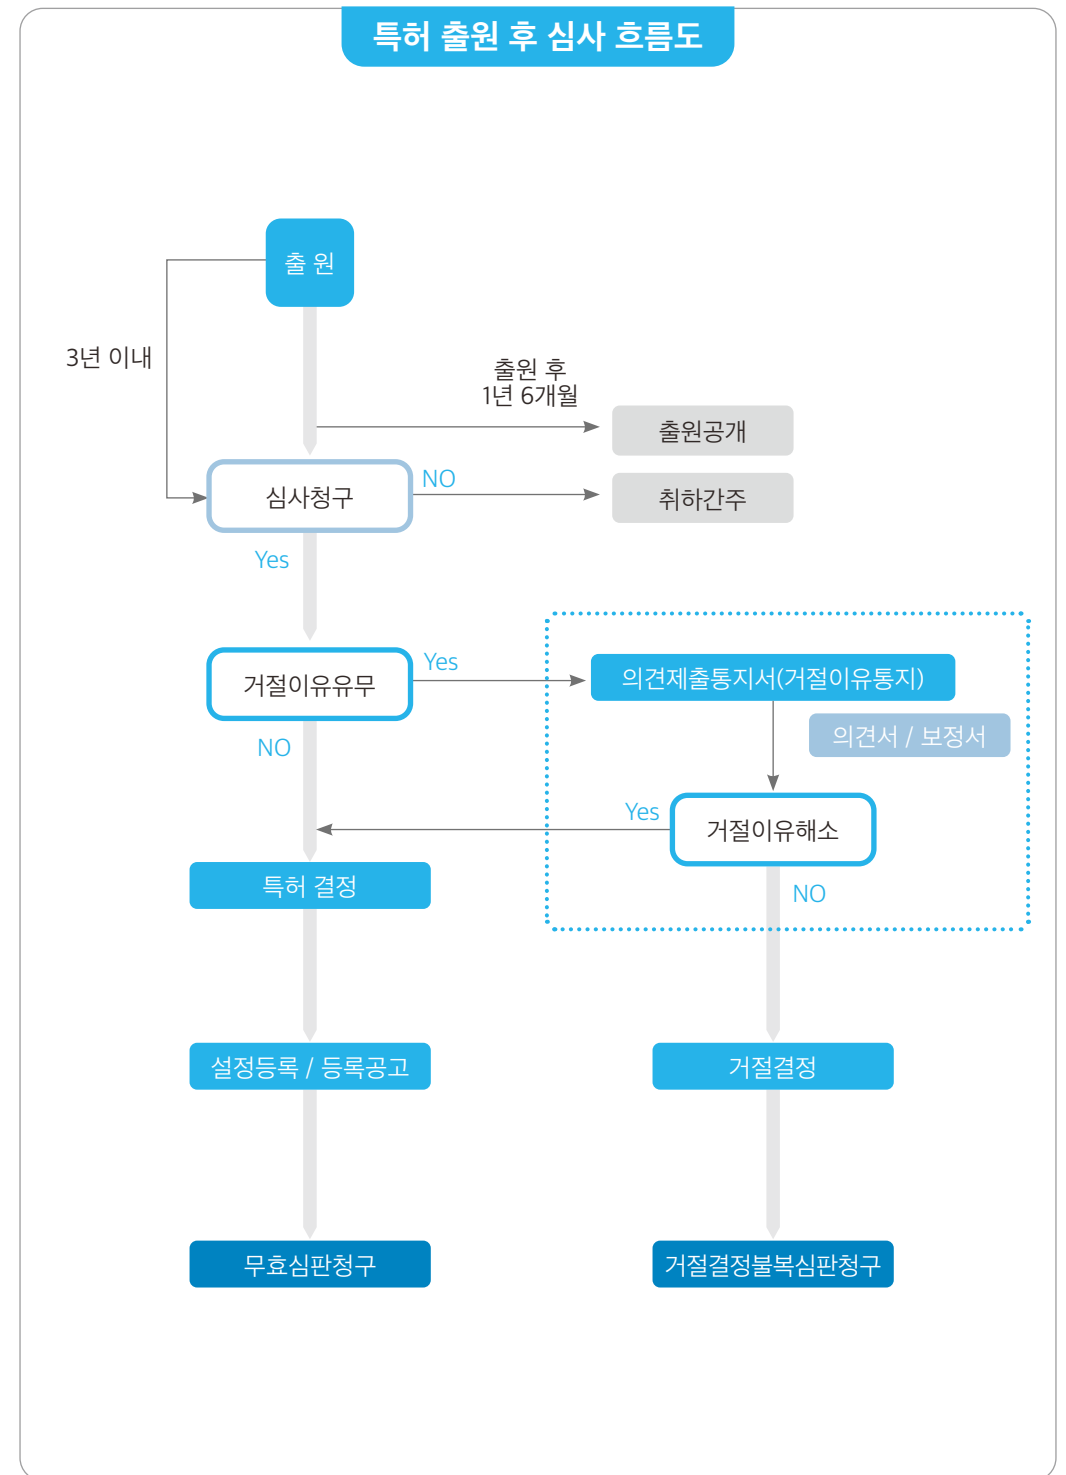 특허 출원 후 심사 흐름도
출 원
3년 이내
출원 후
1년 6개월
출원공개
심사청구
NO
취하간주
Yes
거절이유유무
Yes
의견제출통지서(거절이유통지)
NO
의견서 / 보정서
Yes
거절이유해소
특허 결정
NO
설정등록 / 등록공고
거절결정
무효심판청구
거절결정불복심판청구